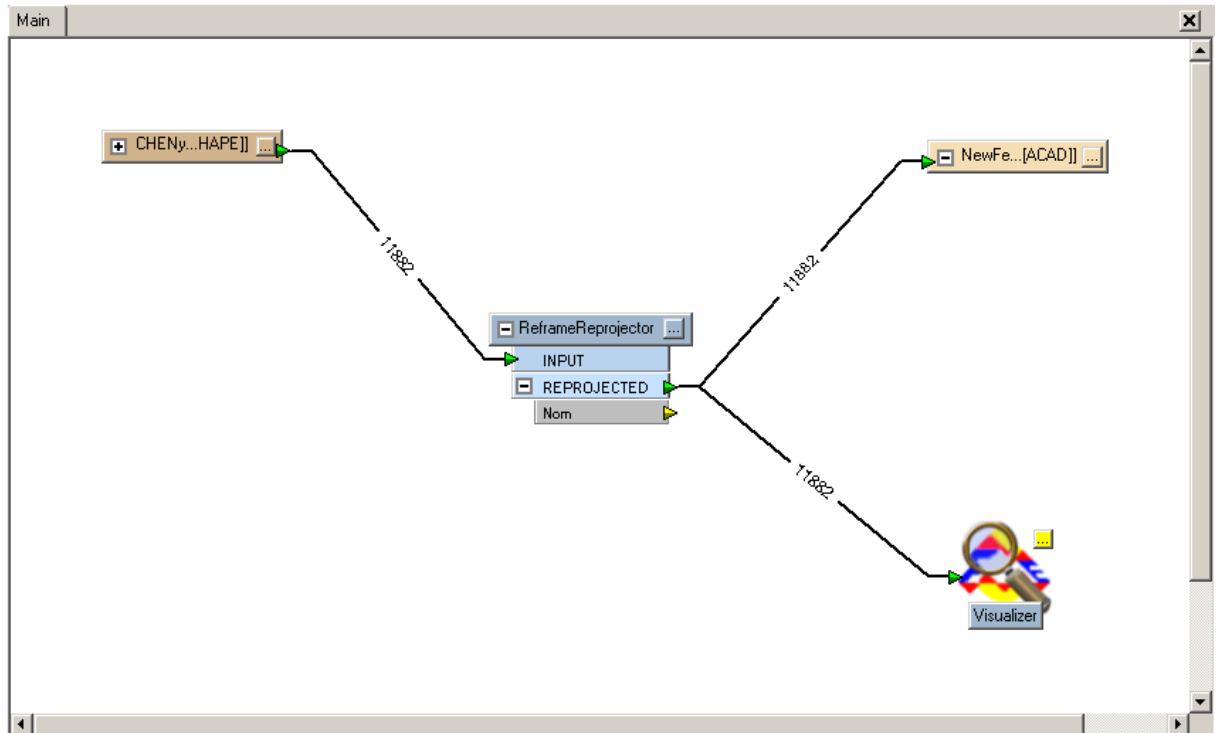 Main
CHENy...HAPE]] ...
NewFe...[ACAD]] ...
11882
11882
ReframeReprojector ...
INPUT
REPROJECTED
Nom
11882
...
Visualizer